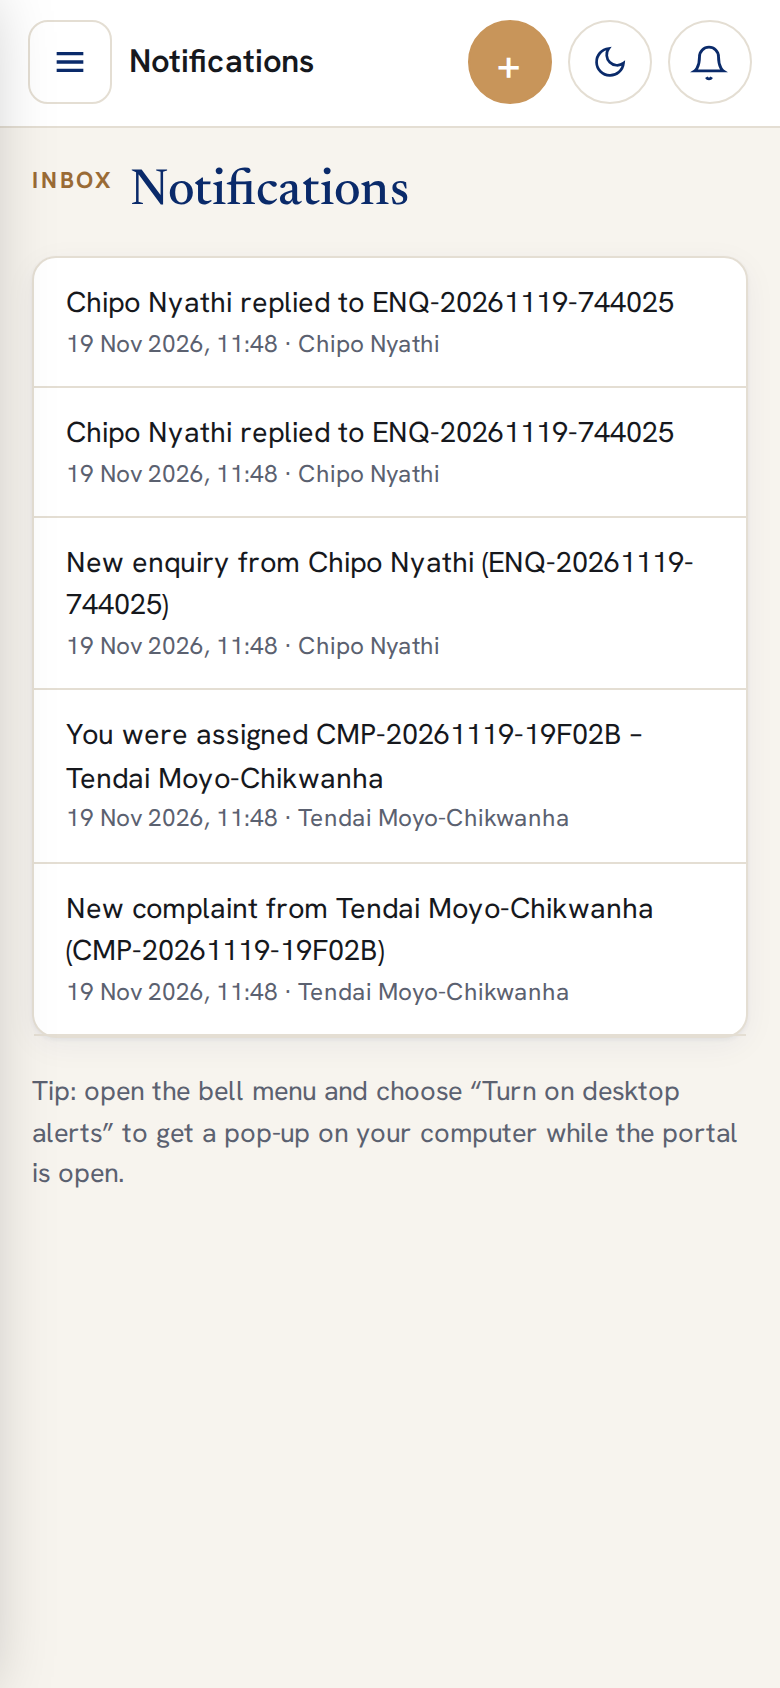 Notifications
+
INBOX Notifications
Chipo Nyathi replied to ENQ-20261119-744025
19 Nov 2026, 11:48 · Chipo Nyathi
Chipo Nyathi replied to ENQ-20261119-744025
19 Nov 2026, 11:48 · Chipo Nyathi
New enquiry from Chipo Nyathi (ENQ-20261119-
744025)
19 Nov 2026, 11:48 · Chipo Nyathi
You were assigned CMP-20261119-19F02B –
Tendai Moyo-Chikwanha
19 Nov 2026, 11:48 · Tendai Moyo-Chikwanha
New complaint from Tendai Moyo-Chikwanha
(CMP-20261119-19F02B)
19 Nov 2026, 11:48 · Tendai Moyo-Chikwanha
Tip: open the bell menu and choose “Turn on desktop
alerts” to get a pop-up on your computer while the portal
is open.